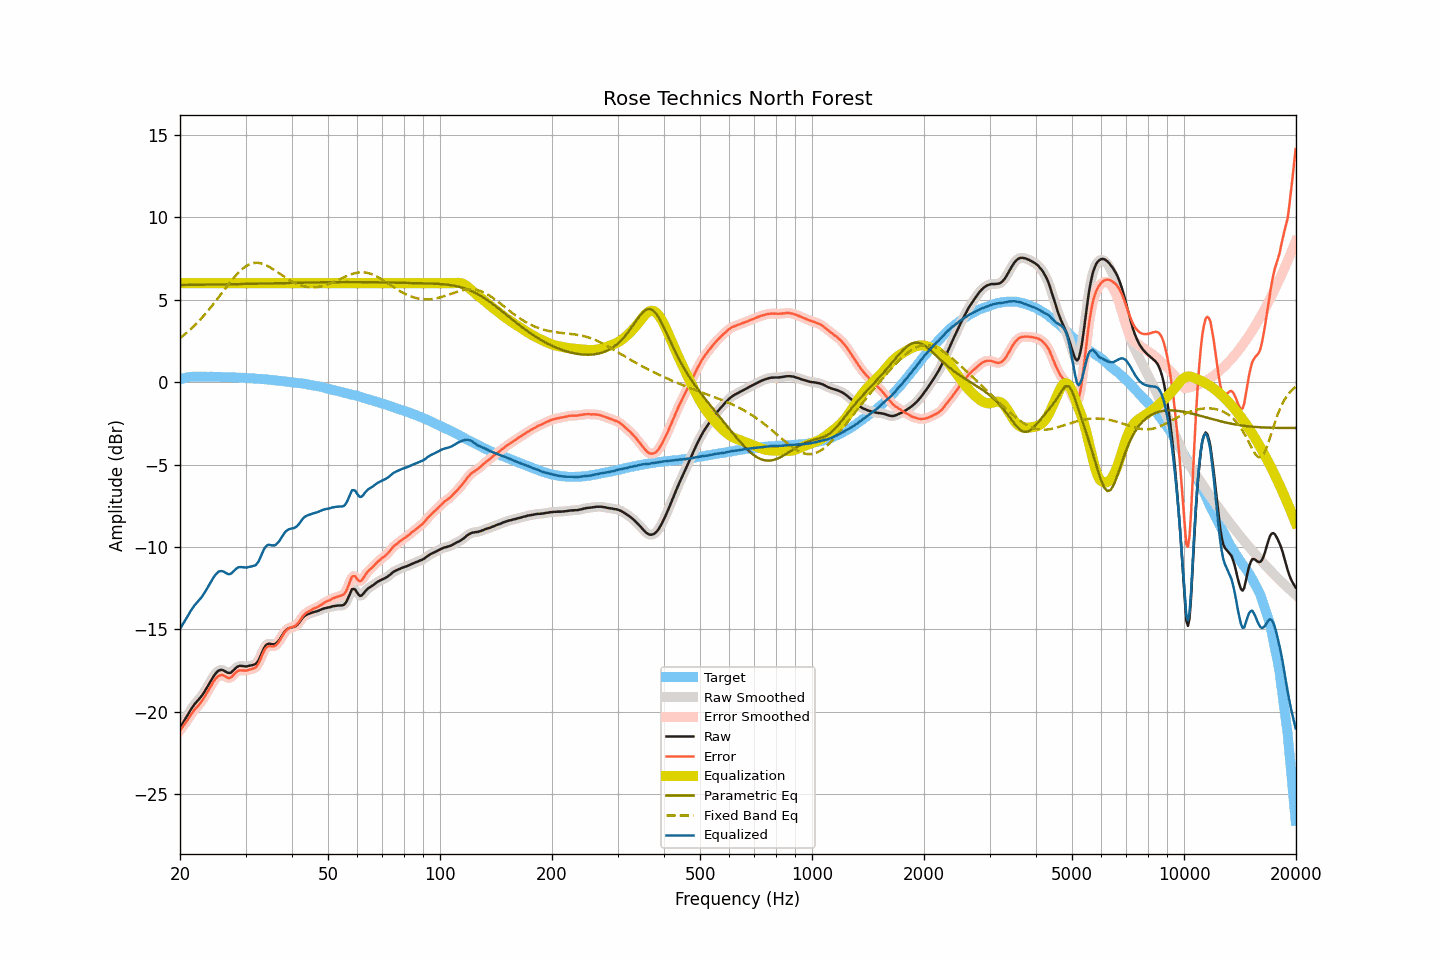 Rose Technics North Forest
15
10
5
0
−5
−10
−15
−20
−25
Amplitude (dBr)
Target
Raw Smoothed
Error Smoothed
Raw
Error
Equalization
Parametric Eq
Fixed Band Eq
Equalized
20 50 100 200 500 1000 2000 5000 10000 20000
Frequency (Hz)